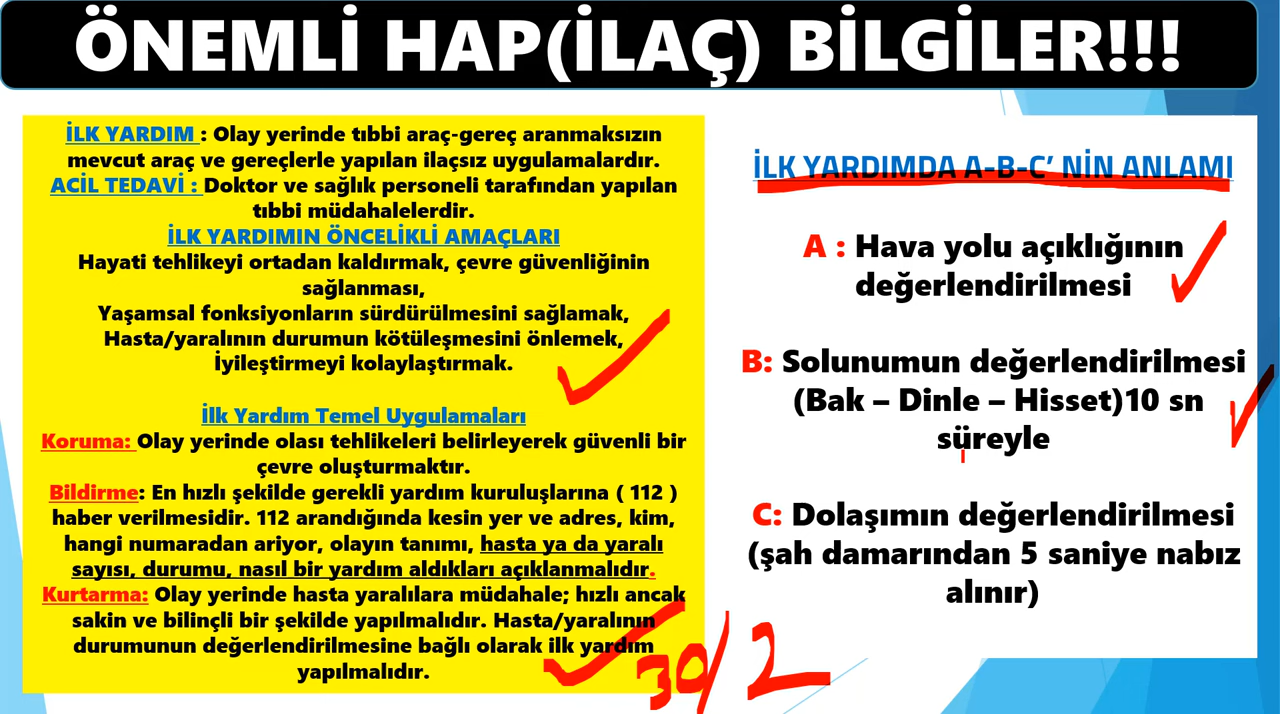 ÖNEMLİ HAP(İLAÇ) BİLGİLER!!!
İLK YARDIM : Olay yerinde tıbbi araç-gereç aranmaksızın
mevcut araç ve gereçlerle yapılan ilaçsız uygulamalardır.
ACİL TEDAVİ : Doktor ve sağlık personeli tarafından yapılan
tıbbi müdahalelerdir.
İLK YARDIMIN ÖNCELİKLİ AMAÇLARI
Hayati tehlikeyi ortadan kaldırmak, çevre güvenliğinin
sağlanması,
Yaşamsal fonksiyonların sürdürülmesini sağlamak,
Hasta/yaralının durumun kötüleşmesini önlemek,
İyileştirmeyi kolaylaştırmak.
İlk Yardım Temel Uygulamaları
Koruma: Olay yerinde olası tehlikeleri belirleyerek güvenli bir
çevre oluşturmaktır.
Bildirme: En hızlı şekilde gerekli yardım kuruluşlarına ( 112 )
haber verilmesidir. 112 arandığında kesin yer ve adres, kim,
hangi numaradan ariyor, olayın tanımı, hasta ya da yaralı
sayısı, durumu, nasıl bir yardım aldıkları açıklanmalıdır.
Kurtarma: Olay yerinde hasta yaralılara müdahale; hızlı ancak
sakin ve bilinçli bir şekilde yapılmalıdır. Hasta/yaralının
durumunun değerlendirilmesine bağlı olarak ilk yardım
yapılmalıdır.
30/2
İLK YARDIMDA A-B-C’ NİN ANLAMI
A : Hava yolu açıklığının
değerlendirilmesi
B: Solunumun değerlendirilmesi
(Bak – Dinle – Hisset)10 sn
süreyle
C: Dolaşımın değerlendirilmesi
(şah damarından 5 saniye nabız
alınır)